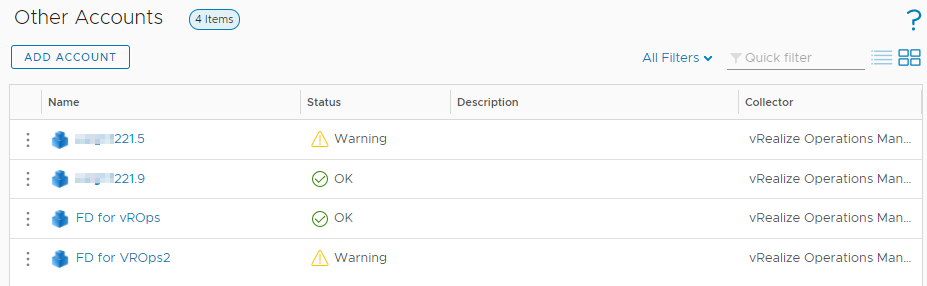 Other Accounts 4 Items
?
ADD ACCOUNT All Filters Quick filter
Name Status Description Collector
221.5 Warning vRealize Operations Man...
221.9 OK vRealize Operations Man...
FD for vROps OK vRealize Operations Man...
FD for VROps2 Warning vRealize Operations Man...